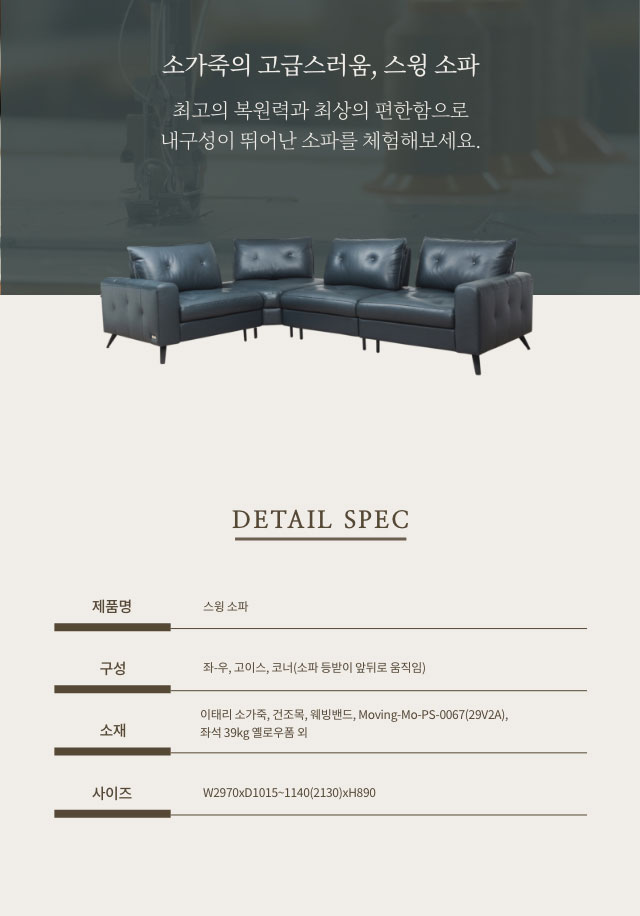 소가죽의 고급스러움, 스윙 소파
최고의 복원력과 최상의 편한함으로
내구성이 뛰어난 소파를 체험해보세요.
DETAIL SPEC
제품명
스윙 소파
구성
좌-우, 고이스, 코너(소파 등받이 앞뒤로 움직임)
소재
이태리 소가죽, 건조목, 웨빙밴드, Moving-Mo-PS-0067(29V2A),
좌석 39kg 옐로우폼 외
사이즈
W2970xD1015~1140(2130)xH890